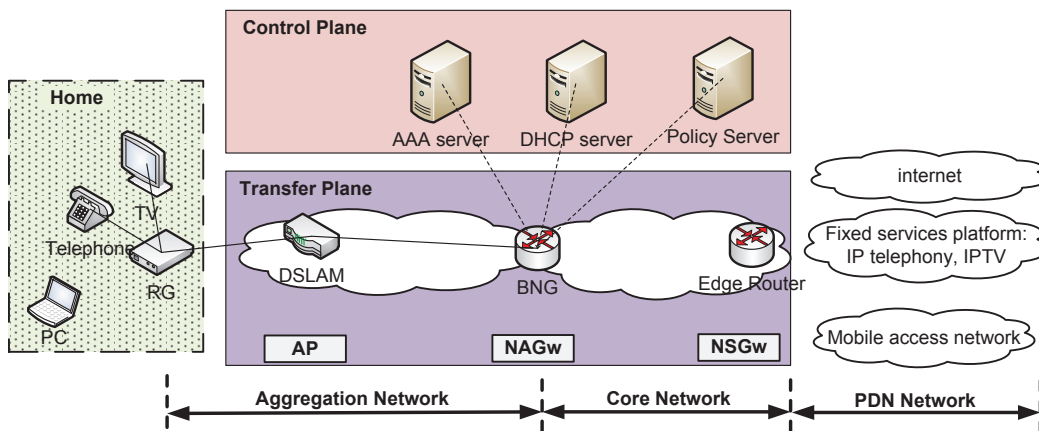 Control Plane
AAA server
DHCP server
Policy Server
Home
TV
Telephone
RG
PC
Transfer Plane
DSLAM
BNG
Edge Router
AP
NAGw
NSGw
internet
Fixed services platform:
IP telephony, IPTV
Mobile access network
Aggregation Network
Core Network
PDN Network